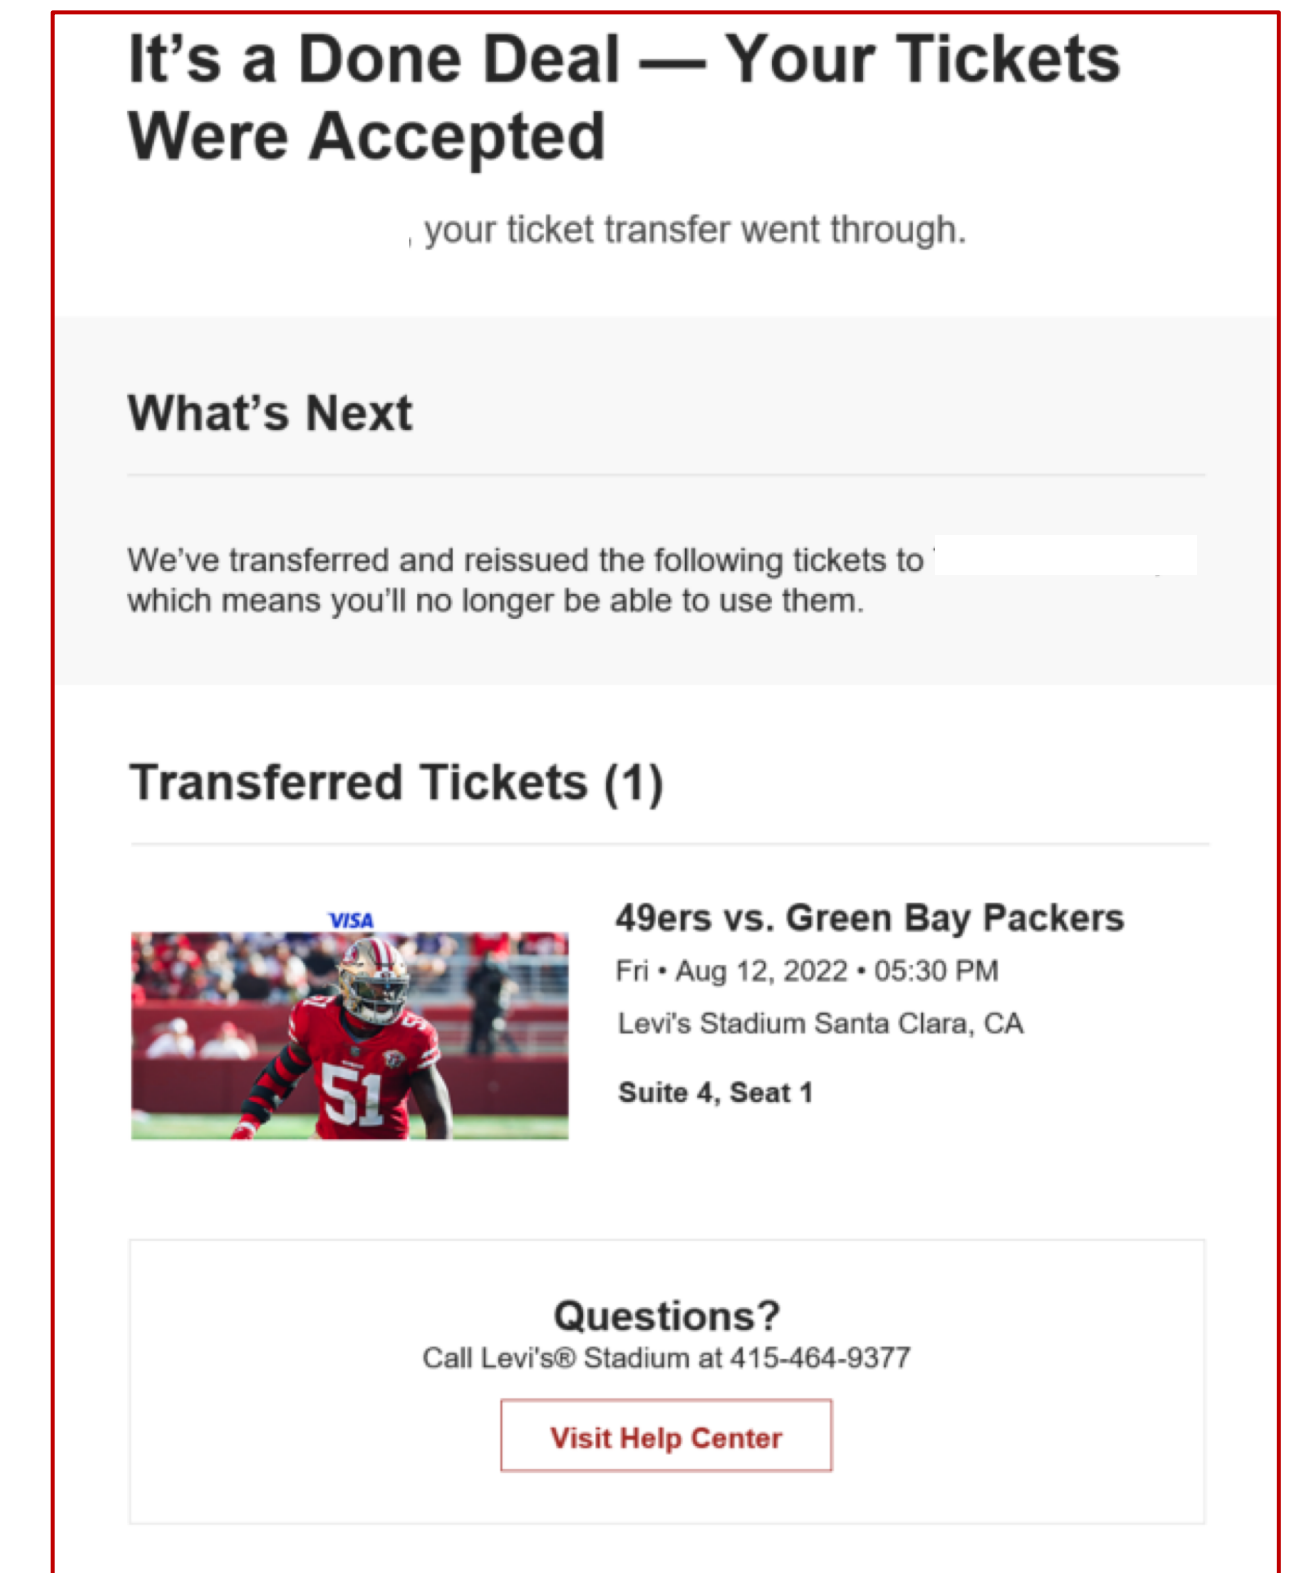 It’s a Done Deal — Your Tickets
Were Accepted
, your ticket transfer went through.
What’s Next
We’ve transferred and reissued the following tickets to
which means you’ll no longer be able to use them.
Transferred Tickets (1)
VISA
49ers vs. Green Bay Packers
Fri • Aug 12, 2022 • 05:30 PM
Levi's Stadium Santa Clara, CA
51
51
Suite 4, Seat 1
Questions?
Call Levi's® Stadium at 415-464-9377
Visit Help Center